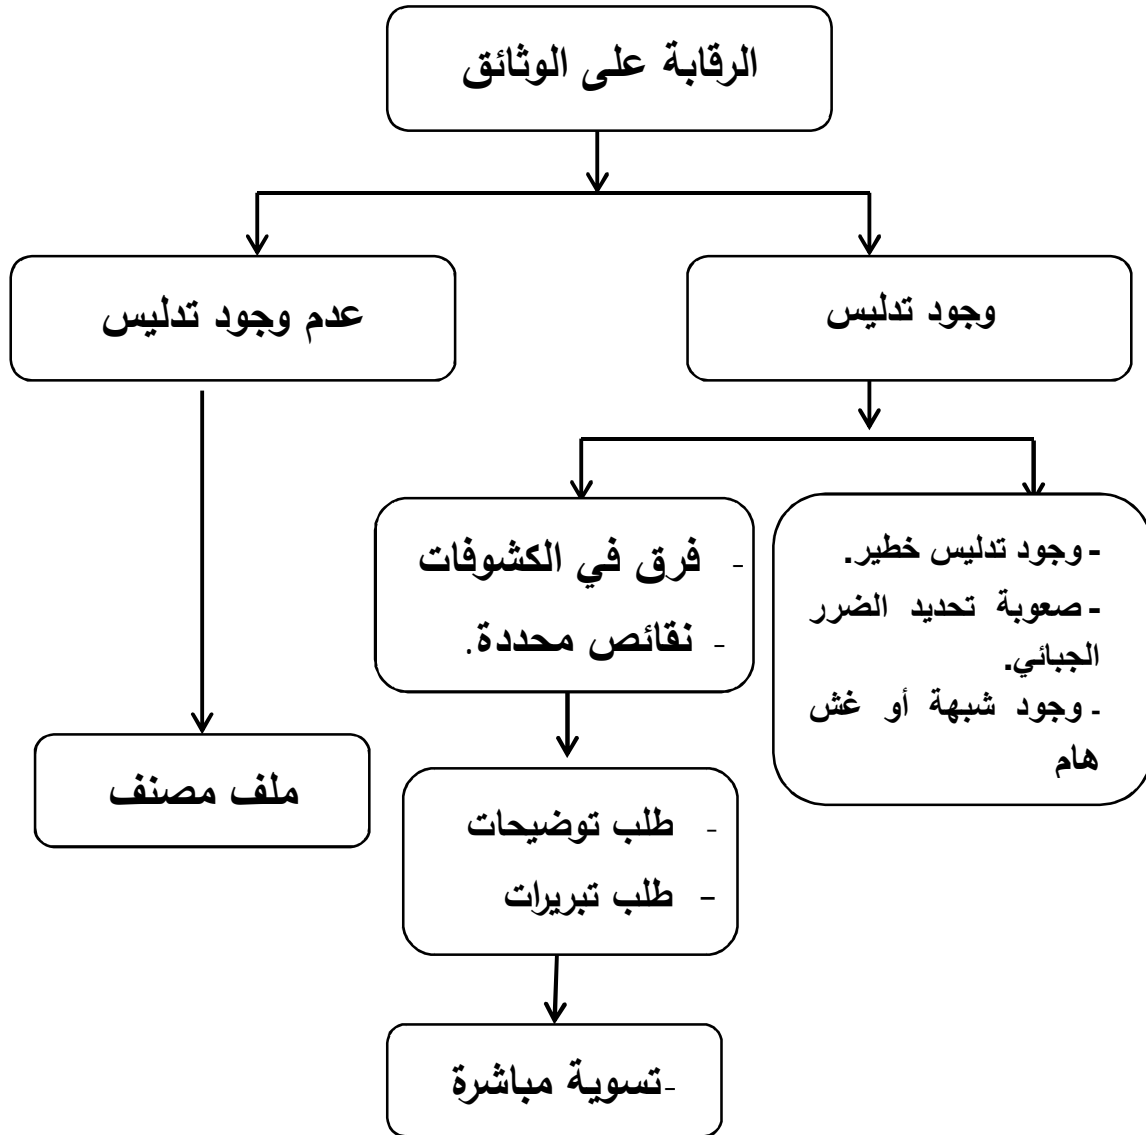 الرقابة على الوثائق
وجود تدليس
عدم وجود تدليس
- وجود تدليس خطير.
- صعوبة تحديد الضرر
الجبائي.
- وجود شبهة أو غش
هام
- فرق في الكشوفات
- نقائص محددة.
ملف مصنف
- طلب توضيحات
- طلب تبريرات
-تسوية مباشرة